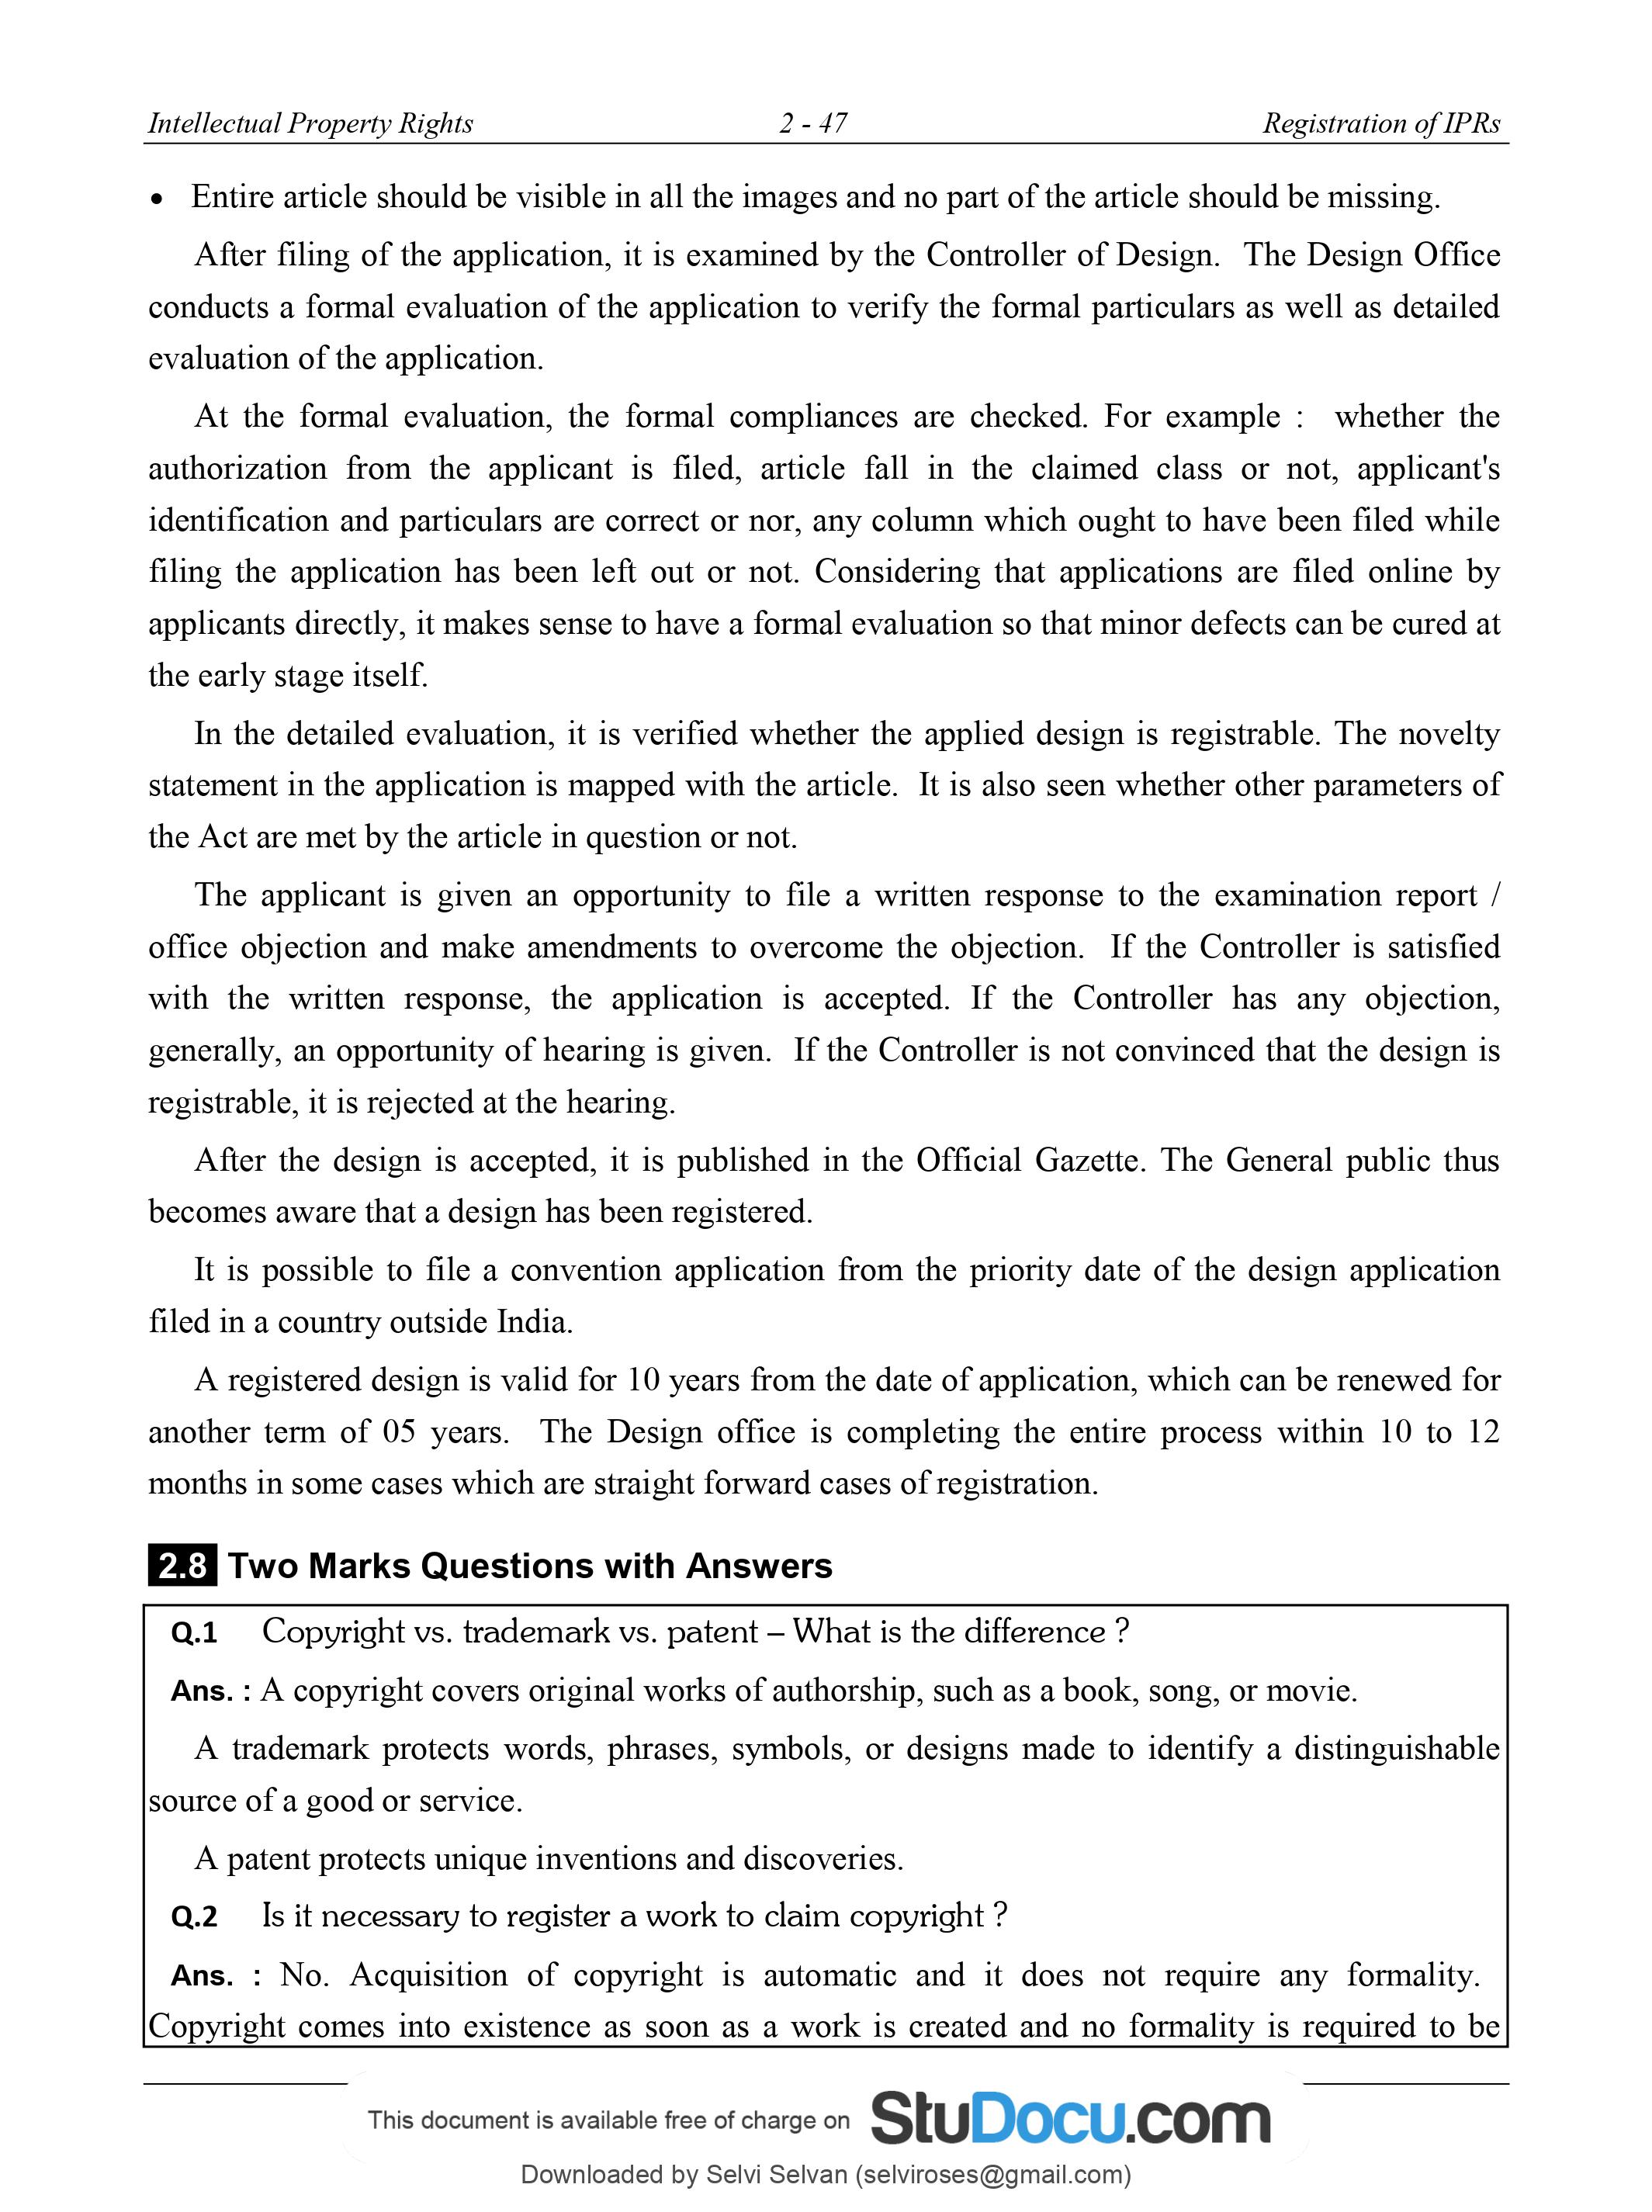 Intellectual Property Rights 2 - 47 Registration of IPRs
• Entire article should be visible in all the images and no part of the article should be missing.
After filing of the application, it is examined by the Controller of Design. The Design Office
conducts a formal evaluation of the application to verify the formal particulars as well as detailed
evaluation of the application.
At the formal evaluation, the formal compliances are checked. For example : whether the
authorization from the applicant is filed, article fall in the claimed class or not, applicant's
identification and particulars are correct or nor, any column which ought to have been filed while
filing the application has been left out or not. Considering that applications are filed online by
applicants directly, it makes sense to have a formal evaluation so that minor defects can be cured at
the early stage itself.
In the detailed evaluation, it is verified whether the applied design is registrable. The novelty
statement in the application is mapped with the article. It is also seen whether other parameters of
the Act are met by the article in question or not.
The applicant is given an opportunity to file a written response to the examination report /
office objection and make amendments to overcome the objection. If the Controller is satisfied
with the written response, the application is accepted. If the Controller has any objection,
generally, an opportunity of hearing is given. If the Controller is not convinced that the design is
registrable, it is rejected at the hearing.
After the design is accepted, it is published in the Official Gazette. The General public thus
becomes aware that a design has been registered.
It is possible to file a convention application from the priority date of the design application
filed in a country outside India.
A registered design is valid for 10 years from the date of application, which can be renewed for
another term of 05 years. The Design office is completing the entire process within 10 to 12
months in some cases which are straight forward cases of registration.
2.8 Two Marks Questions with Answers
Q.1 Copyright vs. trademark vs. patent – What is the difference ?
Ans. : A copyright covers original works of authorship, such as a book, song, or movie.
A trademark protects words, phrases, symbols, or designs made to identify a distinguishable
source of a good or service.
A patent protects unique inventions and discoveries.
Q.2 Is it necessary to register a work to claim copyright ?
Ans. : No. Acquisition of copyright is automatic and it does not require any formality.
Copyright comes into existence as soon as a work is created and no formality is required to be
This document is available free of charge on StuDocu.com
Downloaded by Selvi Selvan (selviroses@gmail.com)